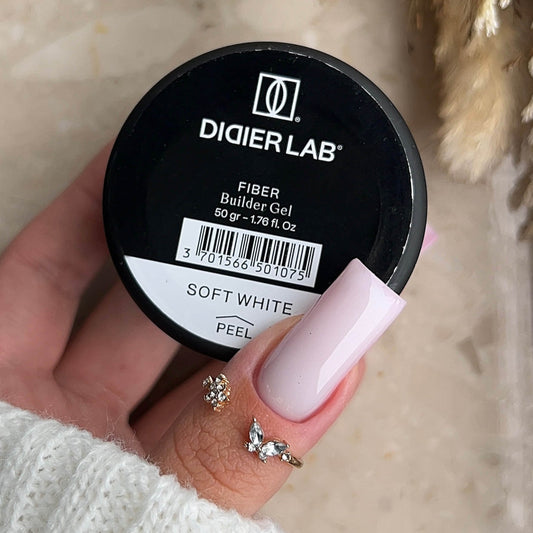 DIDIER LAB®
FIBER
Builder Gel
50 gr – 1.76 fl. Oz
3 701566 501075
SOFT WHITE
PEEL